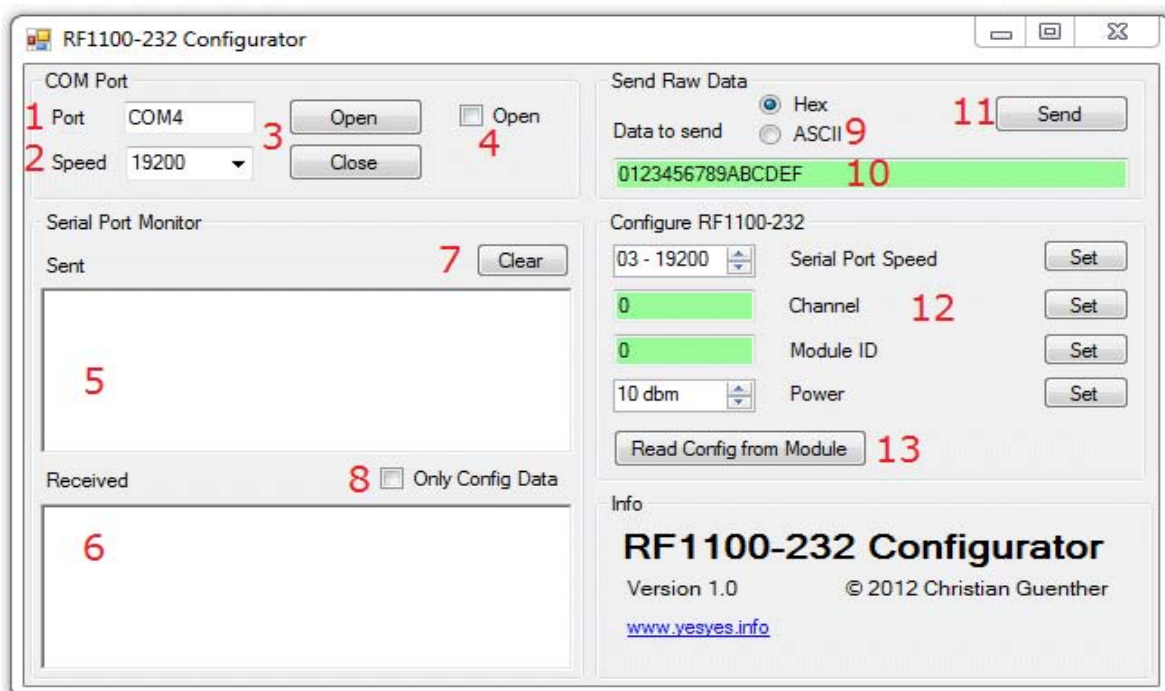 RF1100-232 Configurator
COM Port
1 Port COM4 3 Open Open
4
2 Speed 19200 Close
Send Raw Data
Hex 11 Send
Data to send ASCII 9
0123456789ABCDEF 10
Serial Port Monitor
Sent 7 Clear
5
Received 8 Only Config Data
6
Configure RF1100-232
03 - 19200 Serial Port Speed Set
0 Channel 12 Set
0 Module ID Set
10 dbm Power Set
Read Config from Module 13
Info
RF1100-232 Configurator
Version 1.0 © 2012 Christian Guenther
www.yesyes.info